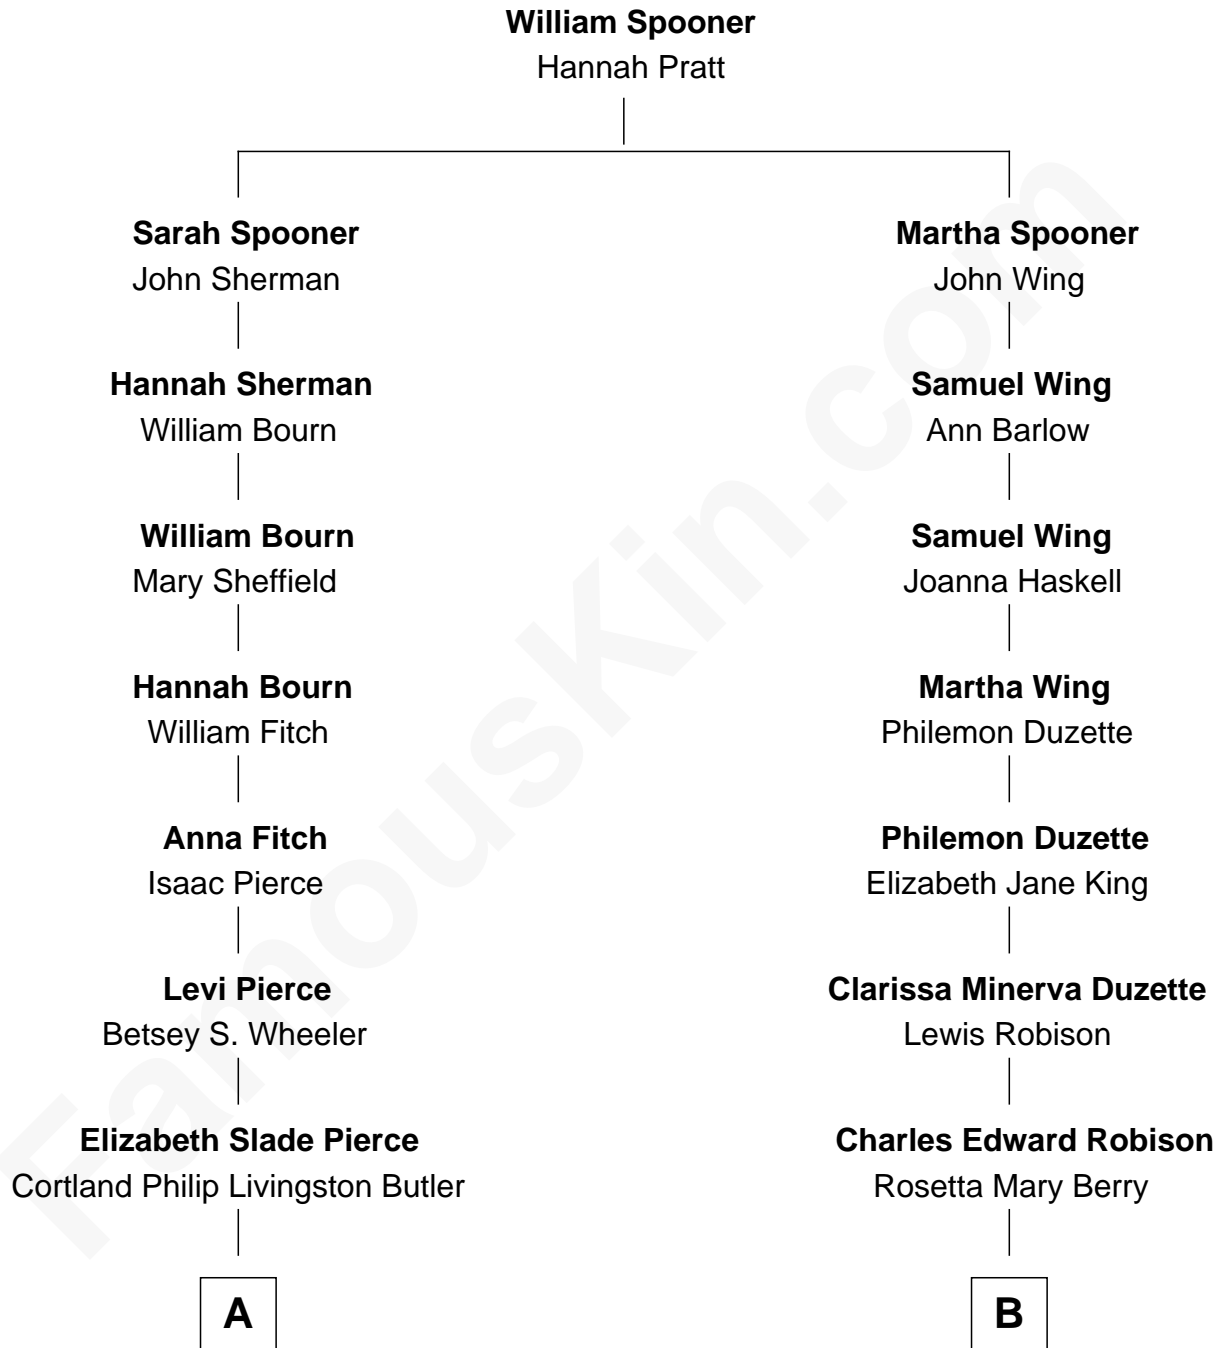 William Spooner
Hannah Pratt
Sarah Spooner
John Sherman
Martha Spooner
John Wing
Hannah Sherman
William Bourn
Samuel Wing
Ann Barlow
William Bourn
Mary Sheffield
Samuel Wing
Joanna Haskell
Hannah Bourn
William Fitch
Martha Wing
Philemon Duzette
Anna Fitch
Isaac Pierce
Philemon Duzette
Elizabeth Jane King
Levi Pierce
Betsey S. Wheeler
Clarissa Minerva Duzette
Lewis Robison
Elizabeth Slade Pierce
Cortland Philip Livingston Butler
Charles Edward Robison
Rosetta Mary Berry
A
B
FamousKin.com